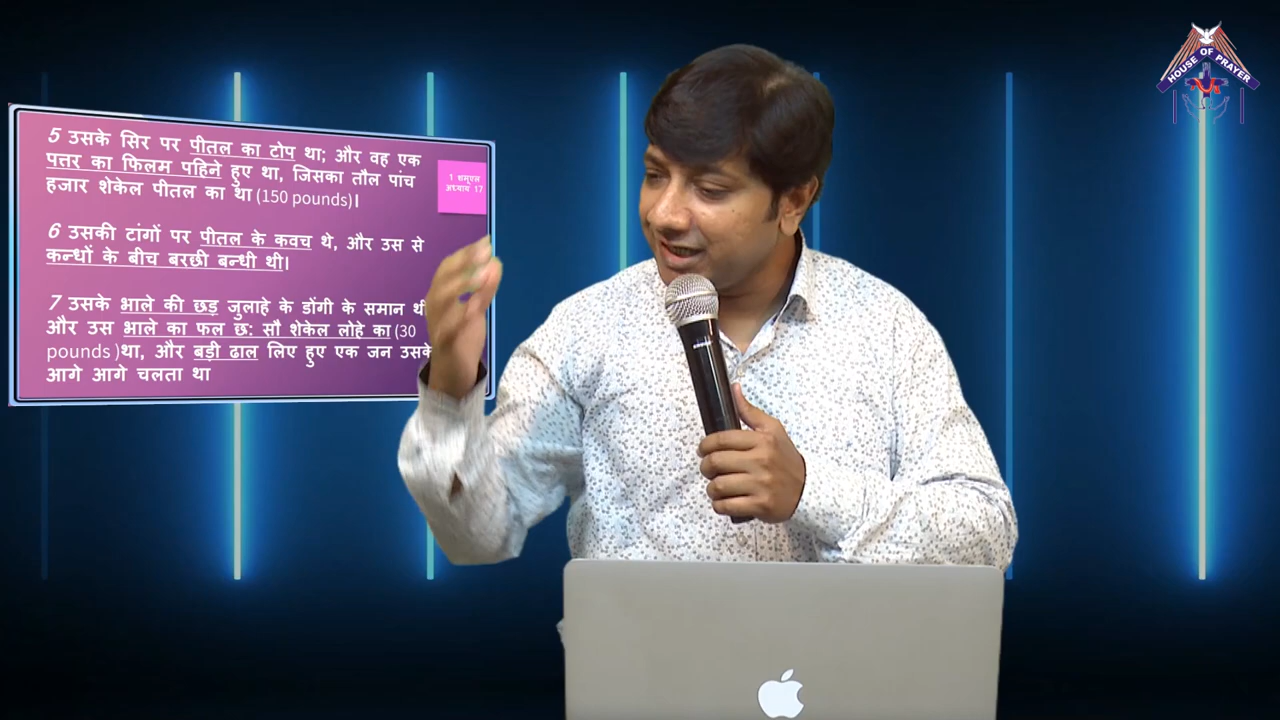 5 उसके सिर पर पीतल का टोप था; और वह एक
पत्तर का फिलम पहिने हुए था, जिसका तौल पांच
हजार शेकेल पीतल का था (150 pounds)।
6 उसकी टांगों पर पीतल के कवच थे, और उस से
कन्धों के बीच बरछी बन्धी थी।
7 उसके भाले की छड़ जुलाहे के डोंगी के समान थी
और उस भाले का फल छ: सौ शेकेल लोहे का (30
pounds )था, और बड़ी ढाल लिए हुए एक जन उसके
आगे आगे चलता था
1 शमूएल
अध्याय 17
HOUSE OF PRAYER